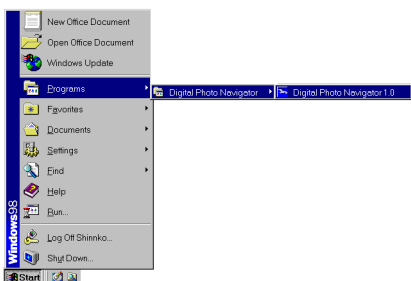 New Office Document
Open Office Document
Windows Update
Programs
Digital Photo Navigator
Digital Photo Navigator 1.0
Favorites
Documents
Settings
Find
Help
Run...
Log Off Shinnko...
Shut Down...
Windows98
Start